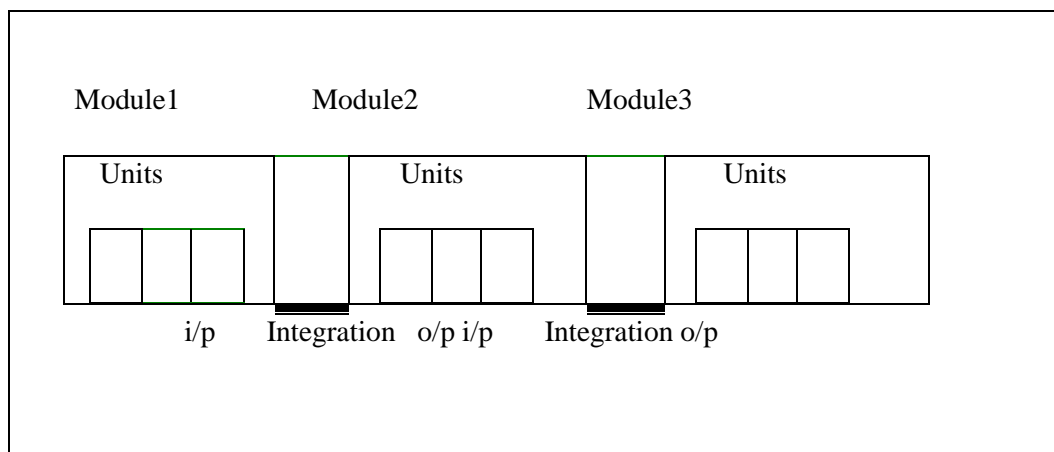 Module1 Module2 Module3
Units Units Units
i/p Integration o/p i/p Integration o/p